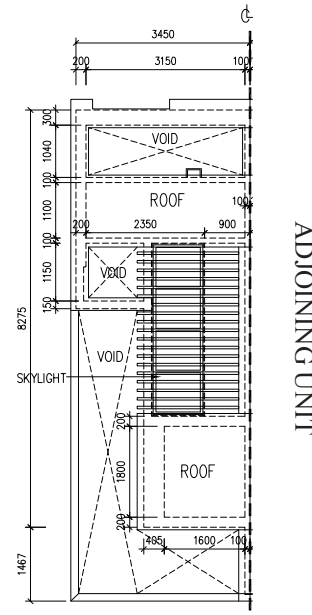 ℄
3450
200 3150 100
300
1040
100
1100
100
1150
150
8275
1467
VOID
ROOF
100
200 2350 900
VOID
VOID
SKYLIGHT
200
1800
200
ROOF
485 1600 100
ADJOINING UNIT